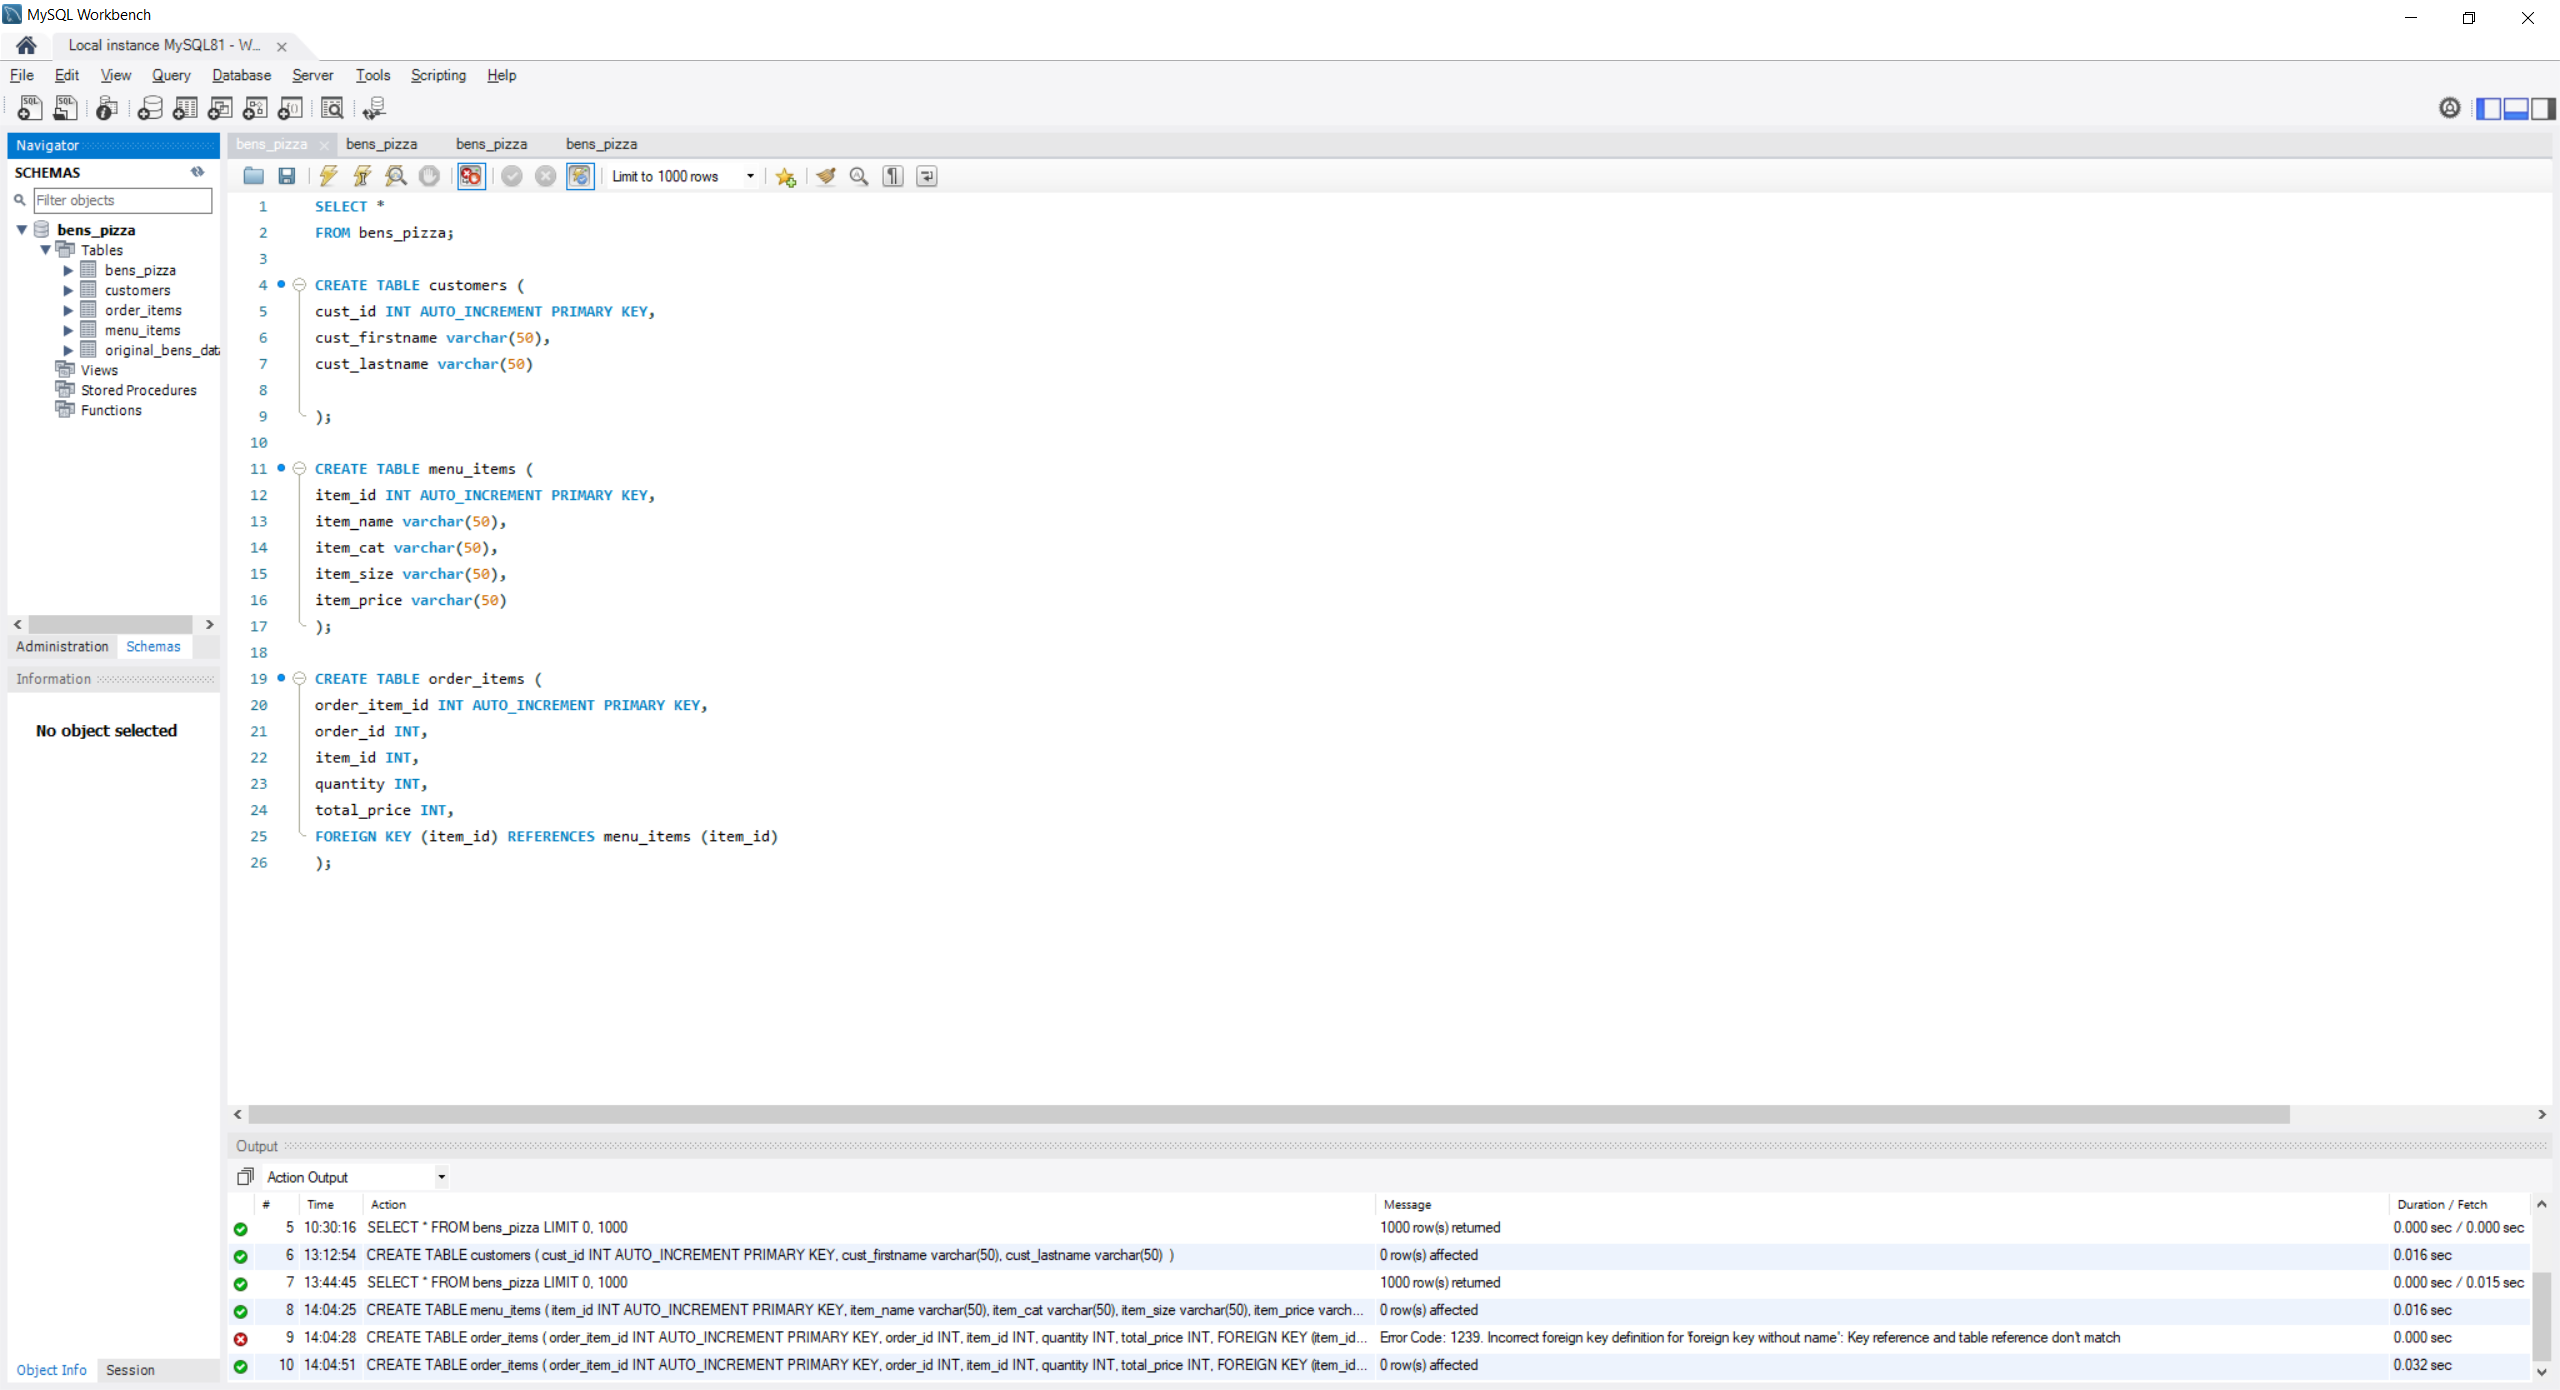 MySQL Workbench
Local instance MySQL81 - W...
File Edit View Query Database Server Tools Scripting Help
Navigator
SCHEMAS
Filter objects
bens_pizza
Tables
bens_pizza
customers
order_items
menu_items
original_bens_dat
Views
Stored Procedures
Functions
Administration Schemas
Information
No object selected
Object Info Session
bens_pizza bens_pizza bens_pizza bens_pizza
Limit to 1000 rows
1 SELECT *
2 FROM bens_pizza;
3
4 CREATE TABLE customers (
5 cust_id INT AUTO_INCREMENT PRIMARY KEY,
6 cust_firstname varchar(50),
7 cust_lastname varchar(50)
8
9 );
10
11 CREATE TABLE menu_items (
12 item_id INT AUTO_INCREMENT PRIMARY KEY,
13 item_name varchar(50),
14 item_cat varchar(50),
15 item_size varchar(50),
16 item_price varchar(50)
17 );
18
19 CREATE TABLE order_items (
20 order_item_id INT AUTO_INCREMENT PRIMARY KEY,
21 order_id INT,
22 item_id INT,
23 quantity INT,
24 total_price INT,
25 FOREIGN KEY (item_id) REFERENCES menu_items (item_id)
26 );
Output
Action Output
# Time Action Message Duration / Fetch
5 10:30:16 SELECT * FROM bens_pizza LIMIT 0, 1000 1000 row(s) returned 0.000 sec / 0.000 sec
6 13:12:54 CREATE TABLE customers ( cust_id INT AUTO_INCREMENT PRIMARY KEY, cust_firstname varchar(50), cust_lastname varchar(50) ) 0 row(s) affected 0.016 sec
7 13:44:45 SELECT * FROM bens_pizza LIMIT 0, 1000 1000 row(s) returned 0.000 sec / 0.015 sec
8 14:04:25 CREATE TABLE menu_items ( item_id INT AUTO_INCREMENT PRIMARY KEY, item_name varchar(50), item_cat varchar(50), item_size varchar(50), item_price varch... 0 row(s) affected 0.016 sec
9 14:04:28 CREATE TABLE order_items ( order_item_id INT AUTO_INCREMENT PRIMARY KEY, order_id INT, item_id INT, quantity INT, total_price INT, FOREIGN KEY (item_id... Error Code: 1239. Incorrect foreign key definition for 'foreign key without name': Key reference and table reference don't match 0.000 sec
10 14:04:51 CREATE TABLE order_items ( order_item_id INT AUTO_INCREMENT PRIMARY KEY, order_id INT, item_id INT, quantity INT, total_price INT, FOREIGN KEY (item_id... 0 row(s) affected 0.032 sec